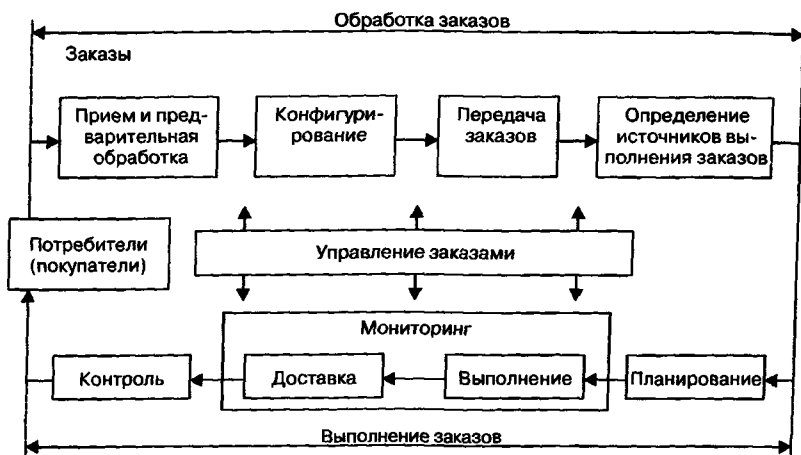 Обработка заказов
Заказы
Прием и пред-
варительная
обработка
Конфигури-
рование
Передача
заказов
Определение
источников вы-
полнения заказов
Потребители
(покупатели)
Управление заказами
Мониторинг
Контроль
Доставка
Выполнение
Планирование
Выполнение заказов